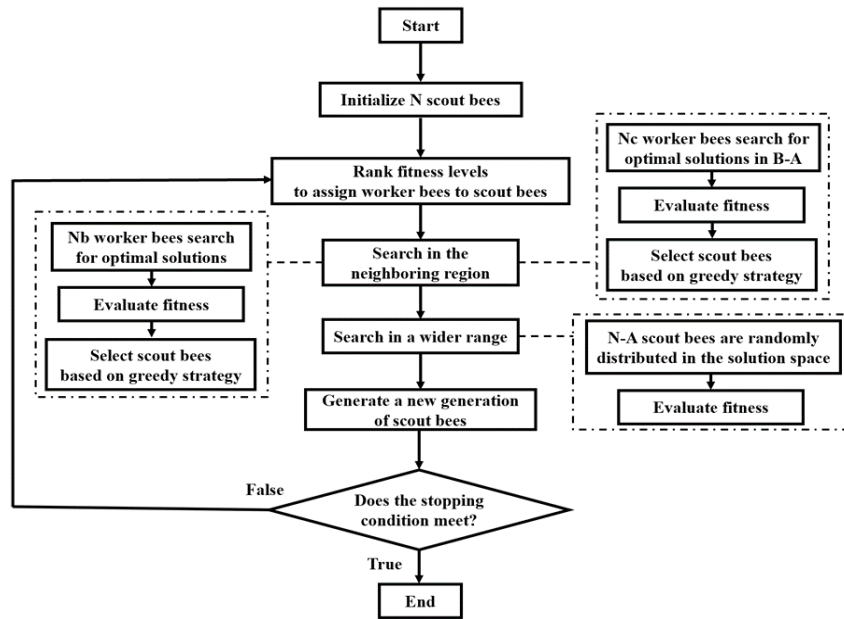 Start
Initialize N scout bees
Rank fitness levels
to assign worker bees to scout bees
Nc worker bees search for
optimal solutions in B-A
Evaluate fitness
Select scout bees
based on greedy strategy
Nb worker bees search
for optimal solutions
Evaluate fitness
Select scout bees
based on greedy strategy
Search in the
neighboring region
Search in a wider range
N-A scout bees are randomly
distributed in the solution space
Evaluate fitness
Generate a new generation
of scout bees
False
Does the stopping
condition meet?
True
End